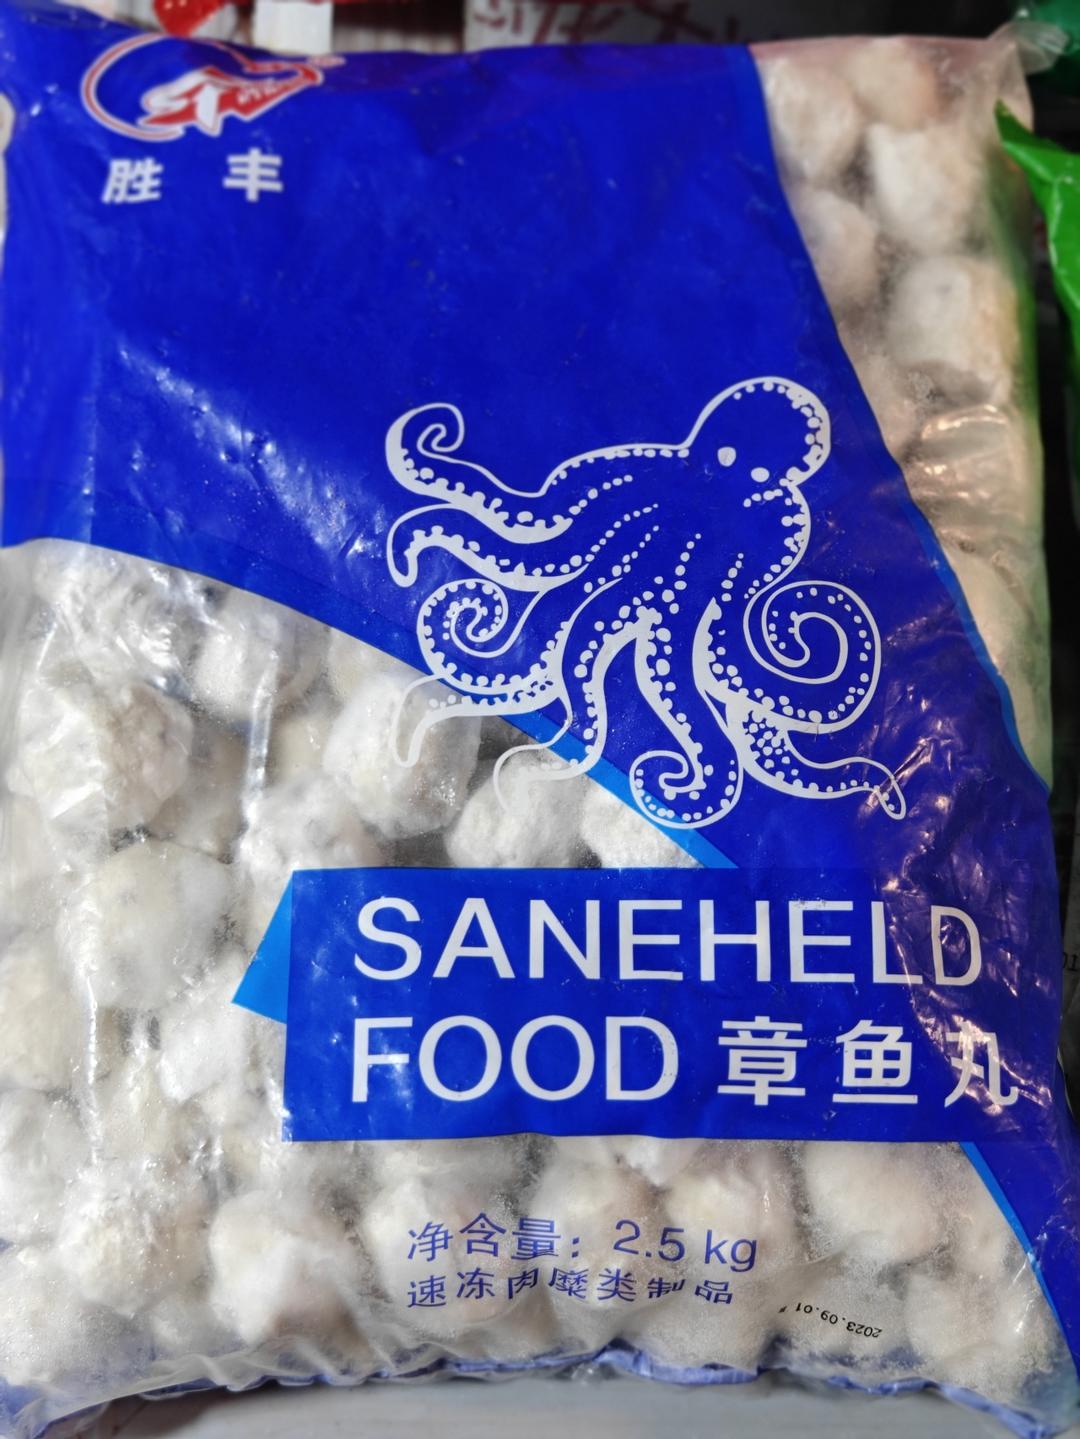 胜丰
SANEHELD
FOOD 章鱼丸
净含量：2.5 kg
速冻肉糜类制品
2023.09.01